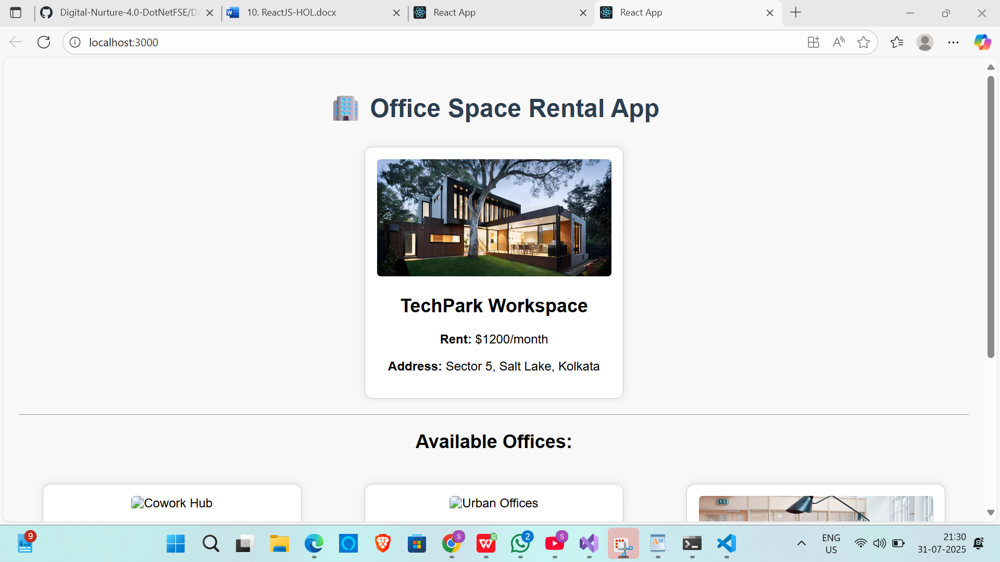 Digital-Nurture-4.0-DotNetFSE/D
10. ReactJS-HOL.docx
React App
React App
localhost:3000
Office Space Rental App
TechPark Workspace
Rent: $1200/month
Address: Sector 5, Salt Lake, Kolkata
Available Offices:
Cowork Hub
Urban Offices
9
S
S
2
S
ENG
US
21:30
31-07-2025